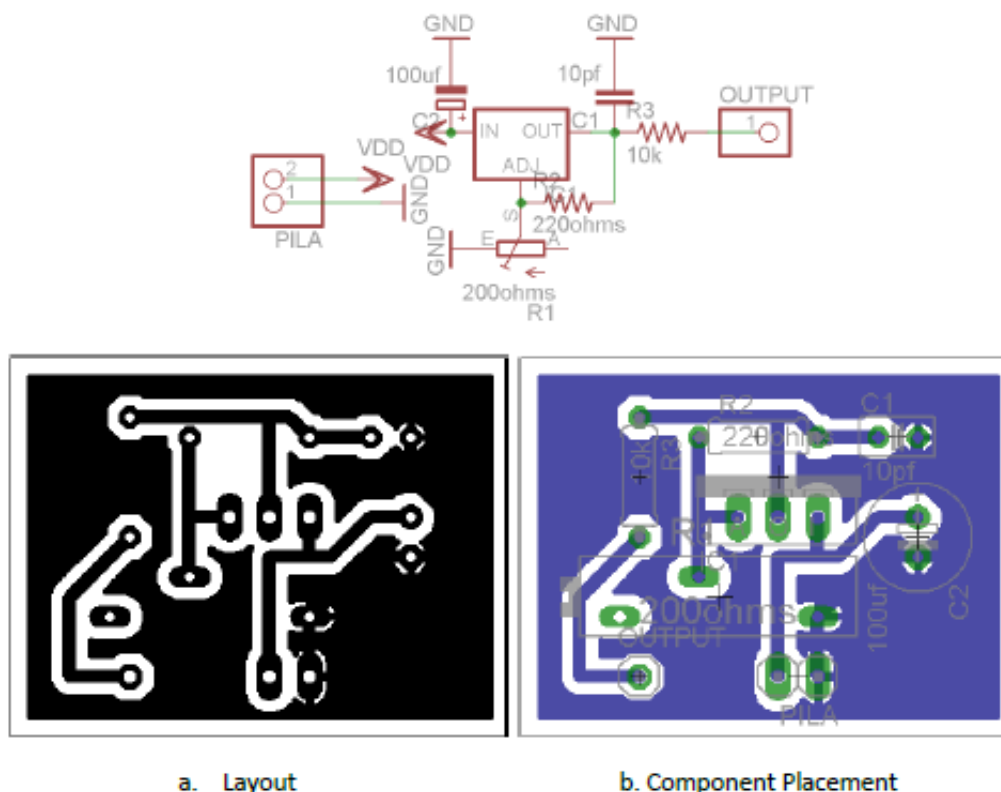 GND GND
100uf 10pf
OUTPUT
C2 IN OUT C1 R3 1
10k
VDD
VDD
ADJ
2
1
GND
R2 IC1
220ohms
PILA
S
GND
E A
200ohms
R1
R2 C1
220ohms
10k
R3
10pf
R1
IC1
200ohms
100uf
C2
OUTPUT
PILA
a. Layout b. Component Placement